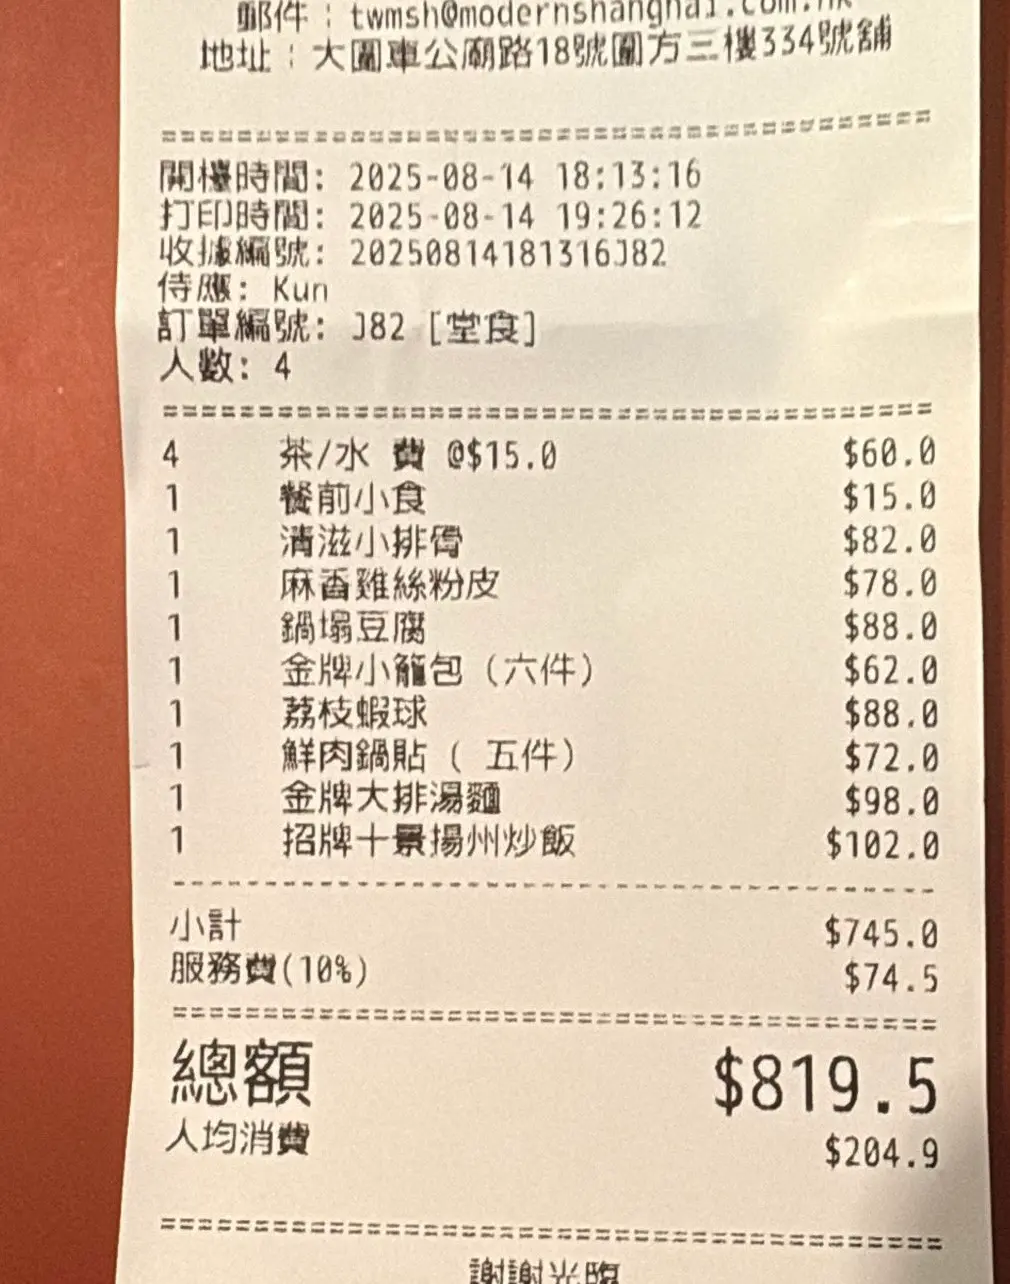 郵件：twmsh@modernshanghai.com.hk
地址：大圍車公廟路18號圍方三樓334號舖
開檯時間: 2025-08-14 18:13:16
打印時間: 2025-08-14 19:26:12
收據編號: 20250814181316J82
侍應: Kun
訂單編號: J82 [堂食]
人數: 4
4 茶/水 費 @$15.0 $60.0
1 餐前小食 $15.0
1 清滋小排骨 $82.0
1 麻香雞絲粉皮 $78.0
1 鍋塌豆腐 $88.0
1 金牌小籠包 (六件) $62.0
1 荔枝蝦球 $88.0
1 鮮肉鍋貼 ( 五件) $72.0
1 金牌大排湯麵 $98.0
1 招牌十景揚州炒飯 $102.0
小計 $745.0
服務費(10%) $74.5
總額 $819.5
人均消費 $204.9
謝謝光臨